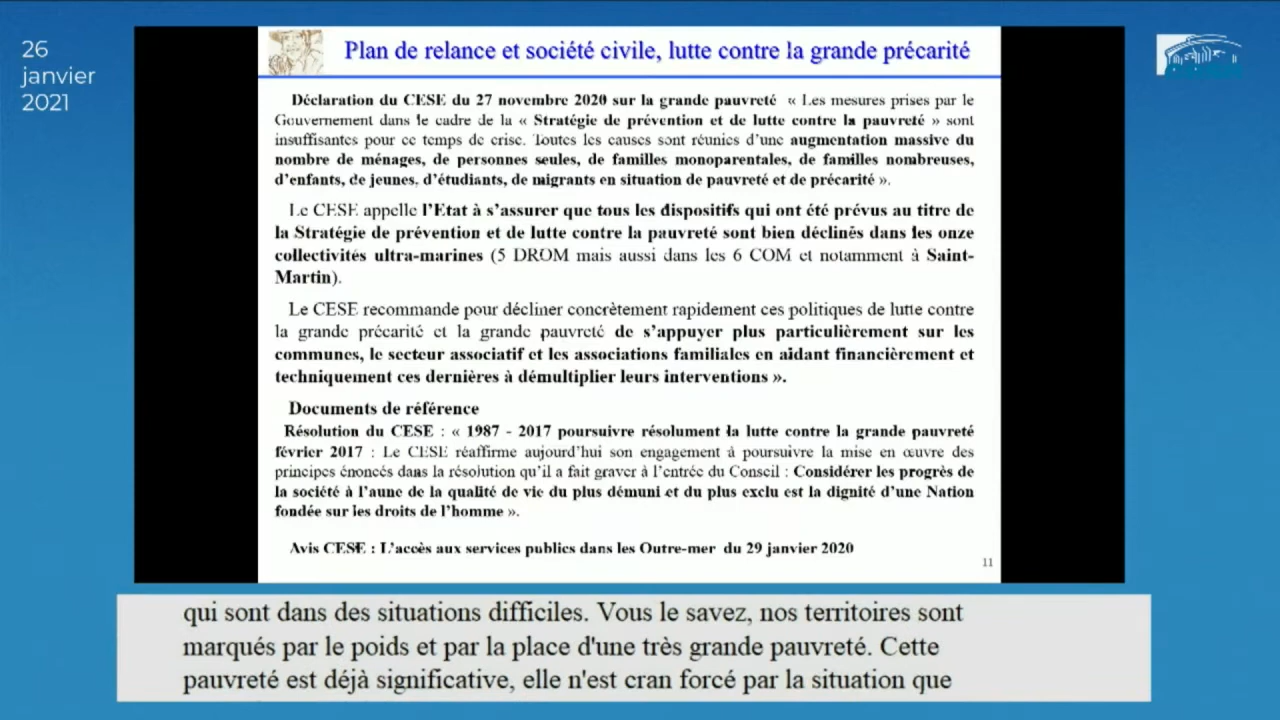 26
janvier
2021
Plan de relance et société civile, lutte contre la grande précarité
Déclaration du CESE du 27 novembre 2020 sur la grande pauvreté « Les mesures prises par le
Gouvernement dans le cadre de la « Stratégie de prévention et de lutte contre la pauvreté » sont
insuffisantes pour ce temps de crise. Toutes les causes sont réunies d'une augmentation massive du
nombre de ménages, de personnes seules, de familles monoparentales, de familles nombreuses,
d'enfants, de jeunes, d'étudiants, de migrants en situation de pauvreté et de précarité ».
Le CESE appelle l'Etat à s'assurer que tous les dispositifs qui ont été prévus au titre de
la Stratégie de prévention et de lutte contre la pauvreté sont bien déclinés dans les onze
collectivités ultra-marines (5 DROM mais aussi dans les 6 COM et notamment à Saint-
Martin).
Le CESE recommande pour décliner concrètement rapidement ces politiques de lutte contre
la grande précarité et la grande pauvreté de s'appuyer plus particulièrement sur les
communes, le secteur associatif et les associations familiales en aidant financièrement et
techniquement ces dernières à démultiplier leurs interventions ».
Documents de référence
Résolution du CESE : « 1987 - 2017 poursuivre résolument la lutte contre la grande pauvreté
février 2017 : Le CESE réaffirme aujourd'hui son engagement à poursuivre la mise en œuvre des
principes énoncés dans la résolution qu'il a fait graver à l'entrée du Conseil : Considérer les progrès de
la société à l'aune de la qualité de vie du plus démuni et du plus exclu est la dignité d'une Nation
fondée sur les droits de l'homme ».
Avis CESE : L'accès aux services publics dans les Outre-mer du 29 janvier 2020
11
qui sont dans des situations difficiles. Vous le savez, nos territoires sont
marqués par le poids et par la place d'une très grande pauvreté. Cette
pauvreté est déjà significative, elle n'est cran forcé par la situation que